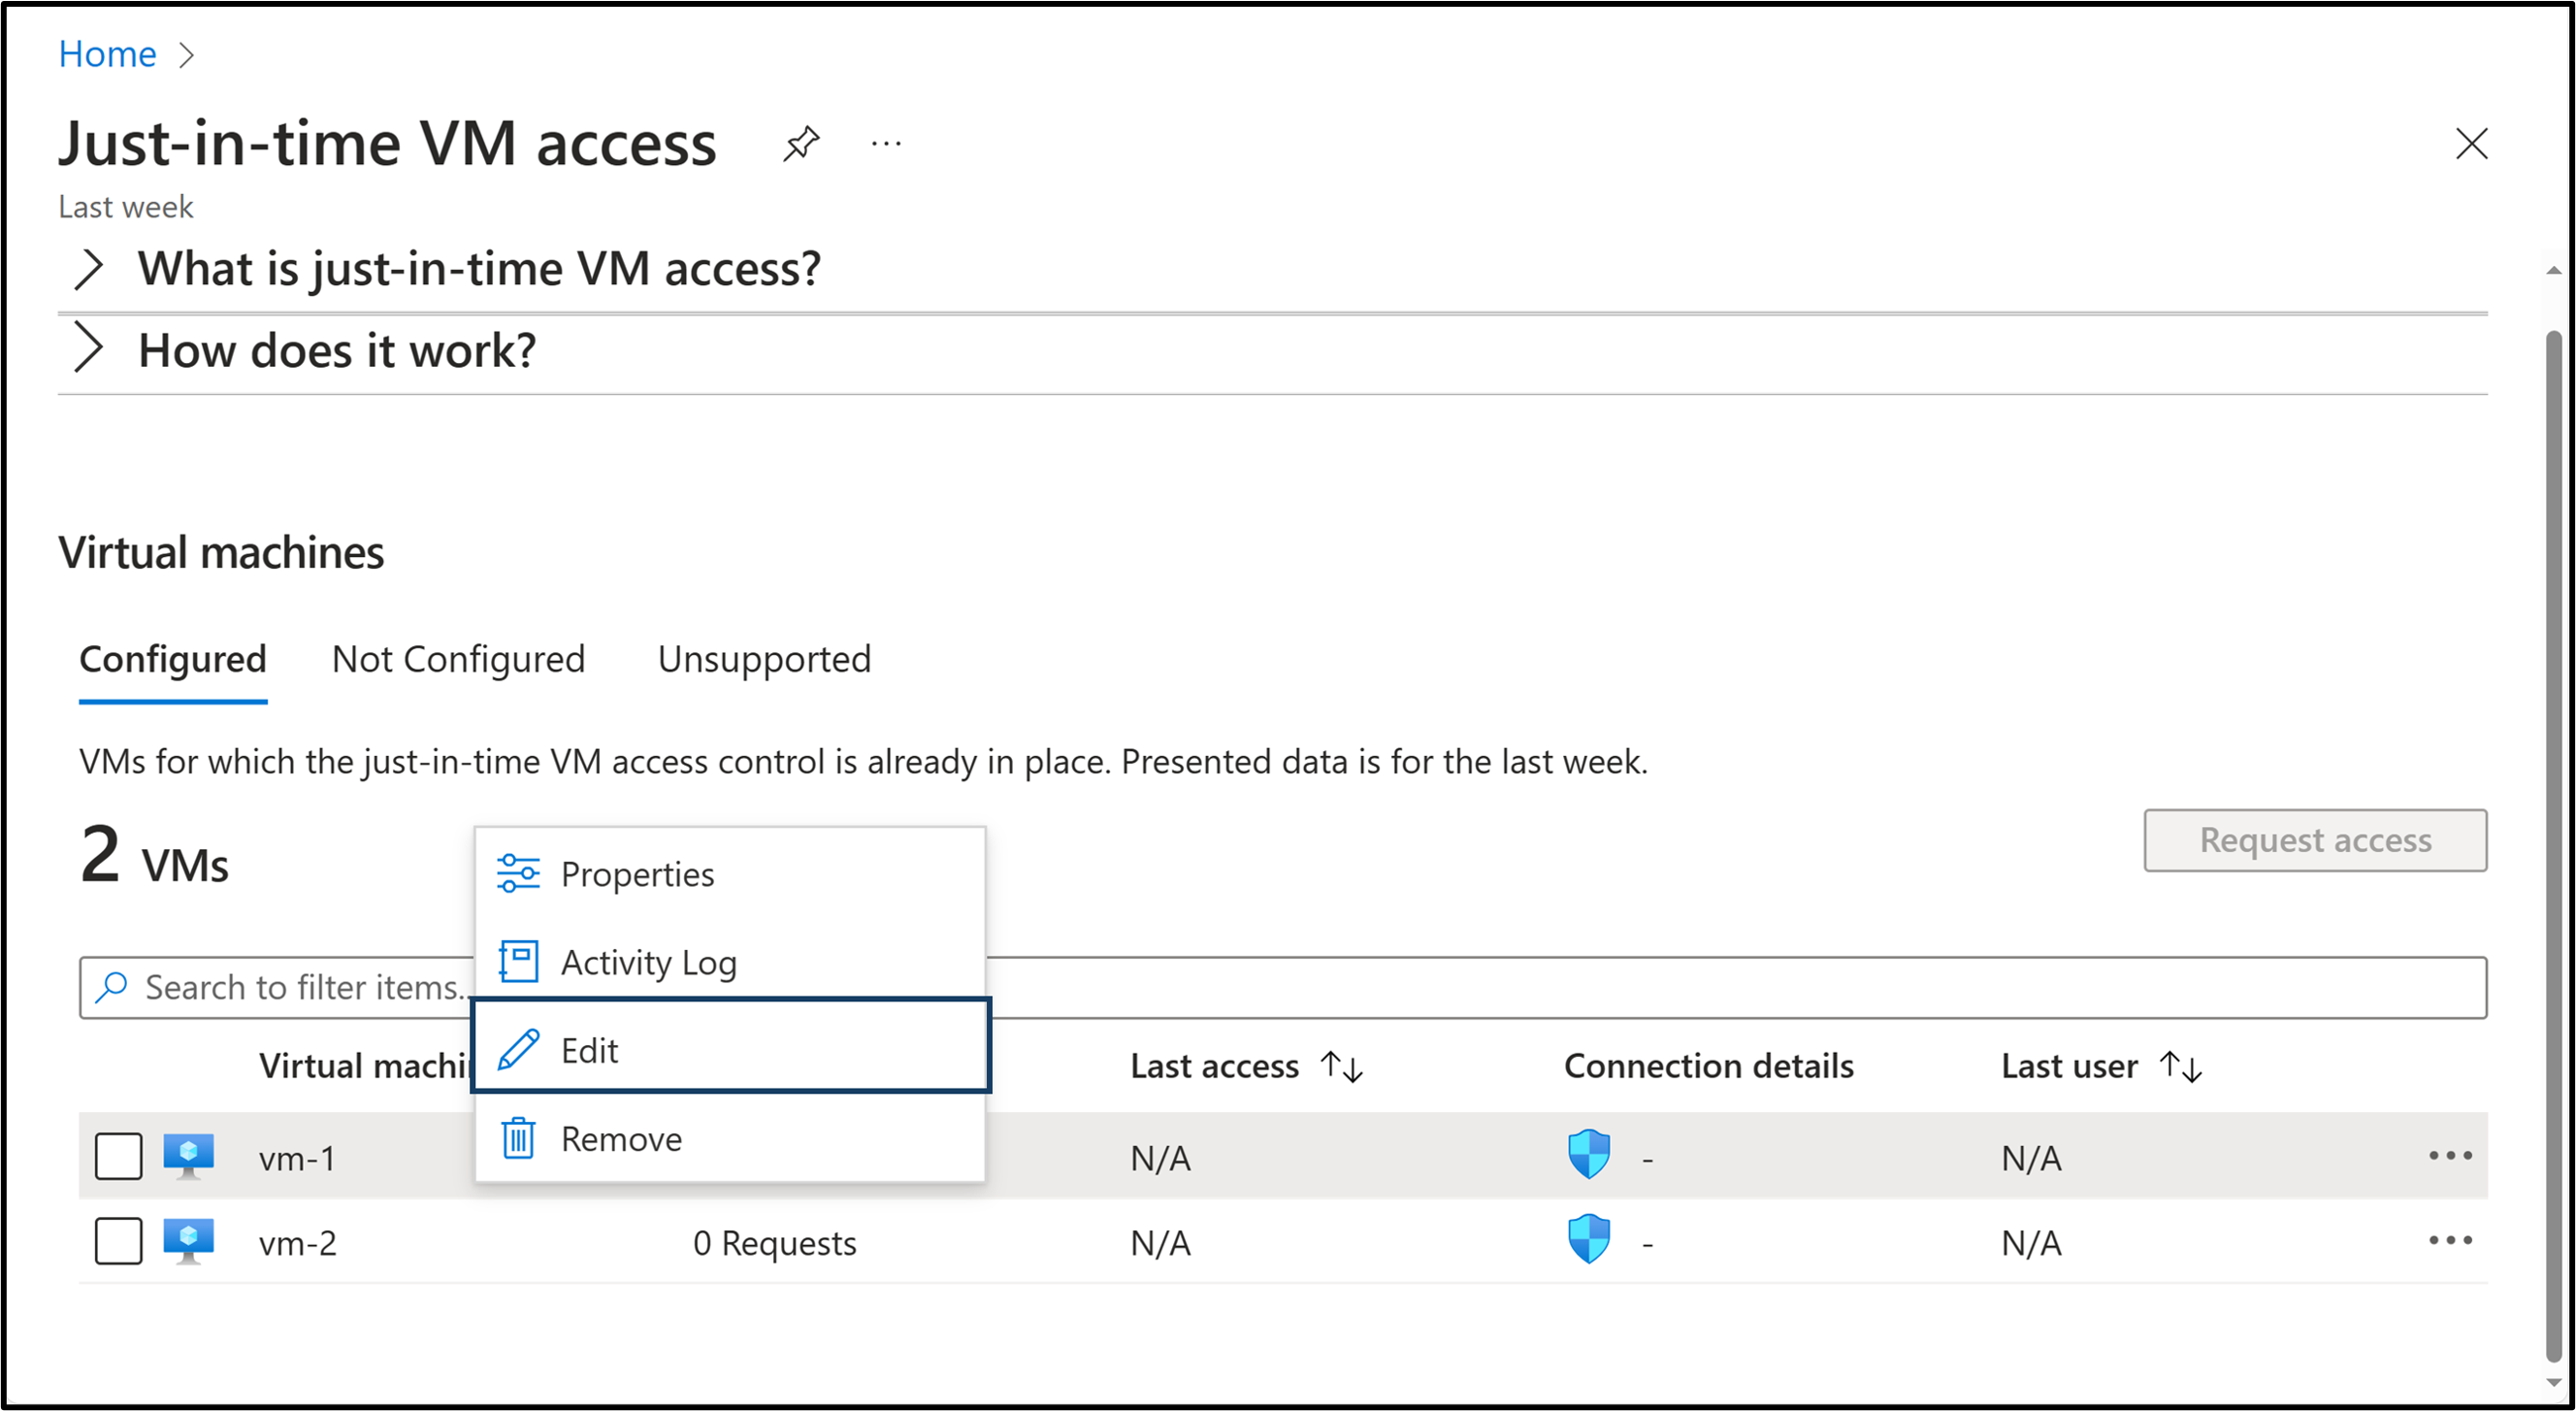 Home
Just-in-time VM access
Last week
What is just-in-time VM access?
How does it work?
Virtual machines
Configured Not Configured Unsupported
VMs for which the just-in-time VM access control is already in place. Presented data is for the last week.
2 VMs
Request access
Properties
Activity Log
Search to filter items..
Edit
Virtual machi Last access Connection details Last user
Remove
vm-1 N/A - N/A
vm-2 0 Requests N/A - N/A